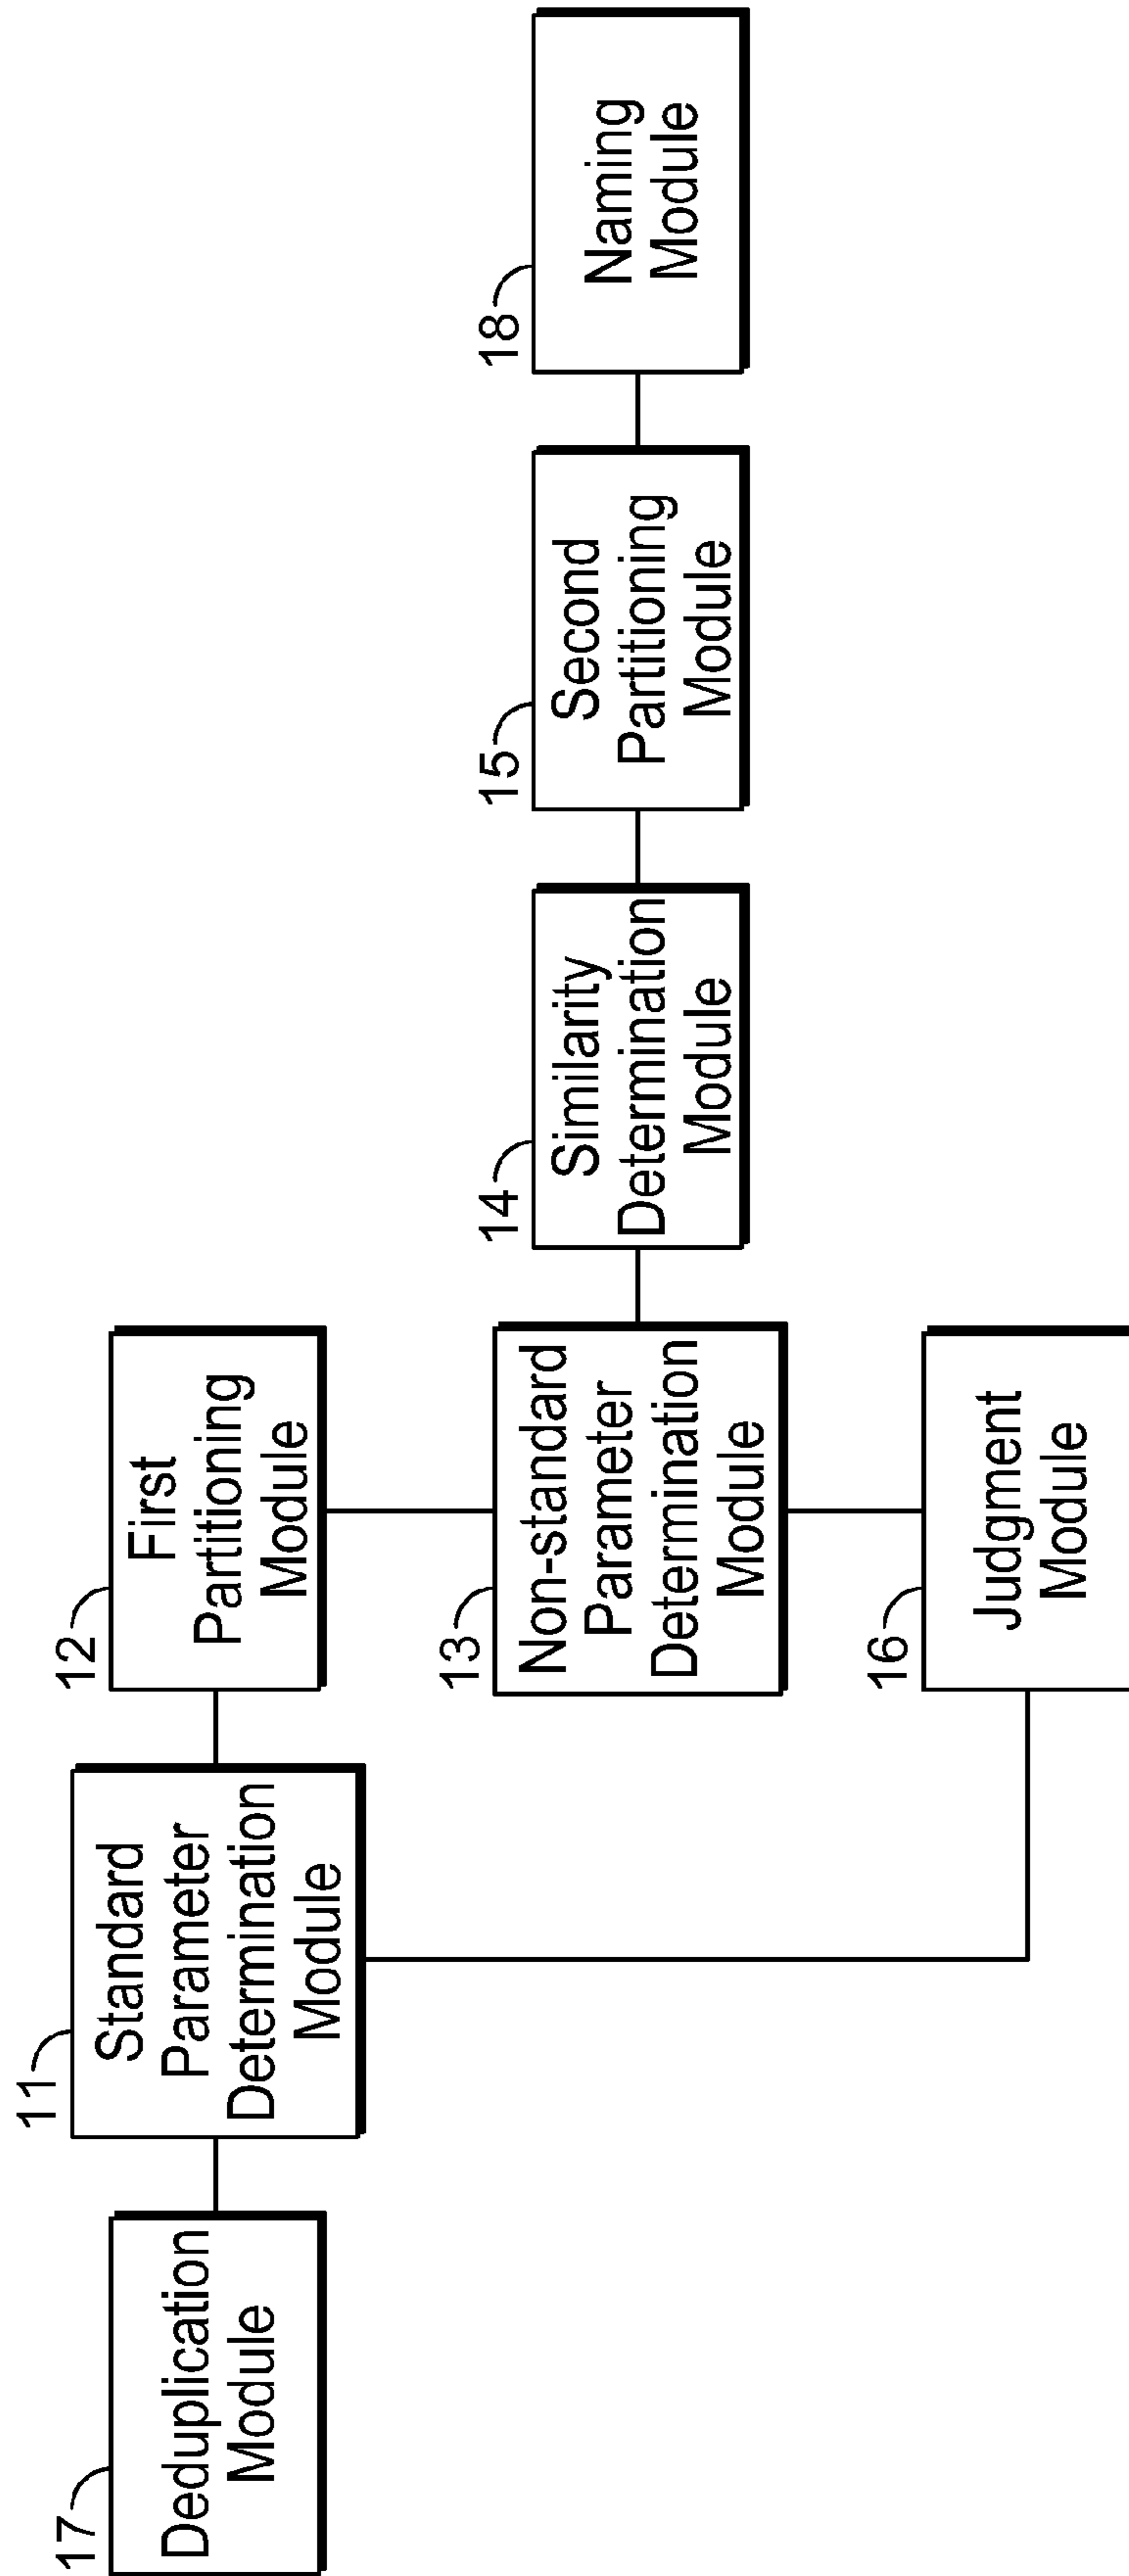 17
Deduplication
Module
11
Standard
Parameter
Determination
Module
12
First
Partitioning
Module
13
Non-standard
Parameter
Determination
Module
16
Judgment
Module
14
Similarity
Determination
Module
15
Second
Partitioning
Module
18
Naming
Module